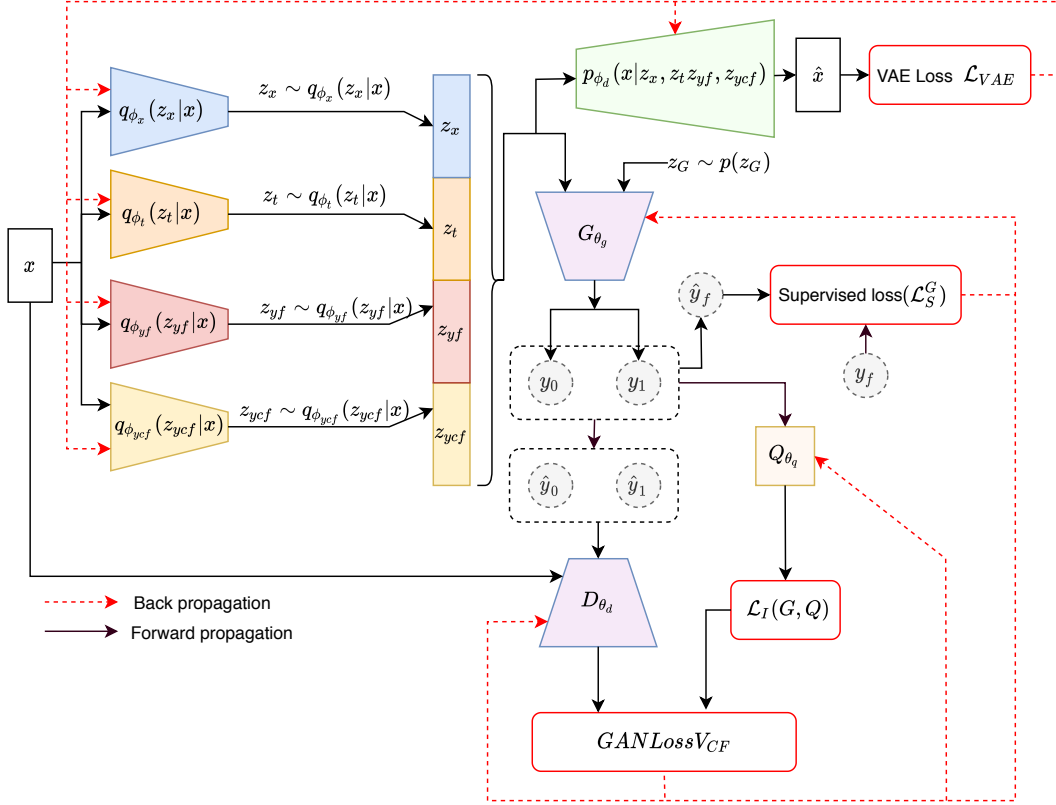 x
q_{ϕ_x}(z_x|x)
z_x ∼ q_{ϕ_x}(z_x|x)
z_x
q_{ϕ_t}(z_t|x)
z_t ∼ q_{ϕ_t}(z_t|x)
z_t
q_{ϕ_{yf}}(z_{yf}|x)
z_{yf} ∼ q_{ϕ_{yf}}(z_{yf}|x)
z_{yf}
q_{ϕ_{ycf}}(z_{ycf}|x)
z_{ycf} ∼ q_{ϕ_{ycf}}(z_{ycf}|x)
z_{ycf}
p_{ϕ_d}(x|z_x, z_t z_{yf}, z_{ycf})
x̂
VAE Loss ℒ_{VAE}
z_G ∼ p(z_G)
G_{θ_g}
ŷ_f
Supervised loss(ℒ_S^G)
y_f
y_0
y_1
Q_{θ_q}
ŷ_0
ŷ_1
D_{θ_d}
ℒ_I(G, Q)
GANLossV_{CF}
Back propagation
Forward propagation